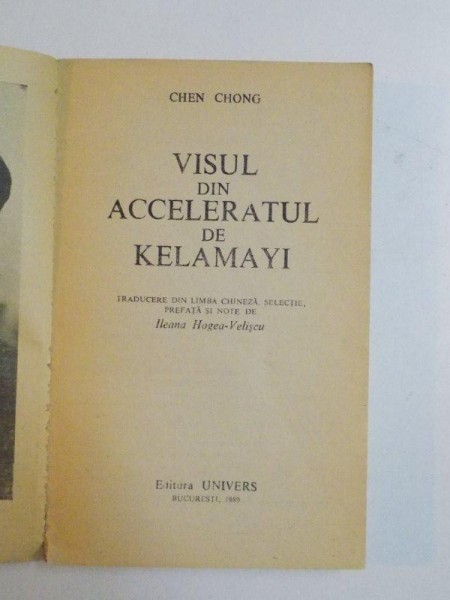 CHEN CHONG
VISUL
DIN
ACCELERATUL
DE
KELAMAYI
TRADUCERE DIN LIMBA CHINEZĂ, SELECȚIE,
PREFAȚĂ ȘI NOTE DE
Ileana Hogea-Velișcu
Editura UNIVERS
BUCUREȘTI, 1989